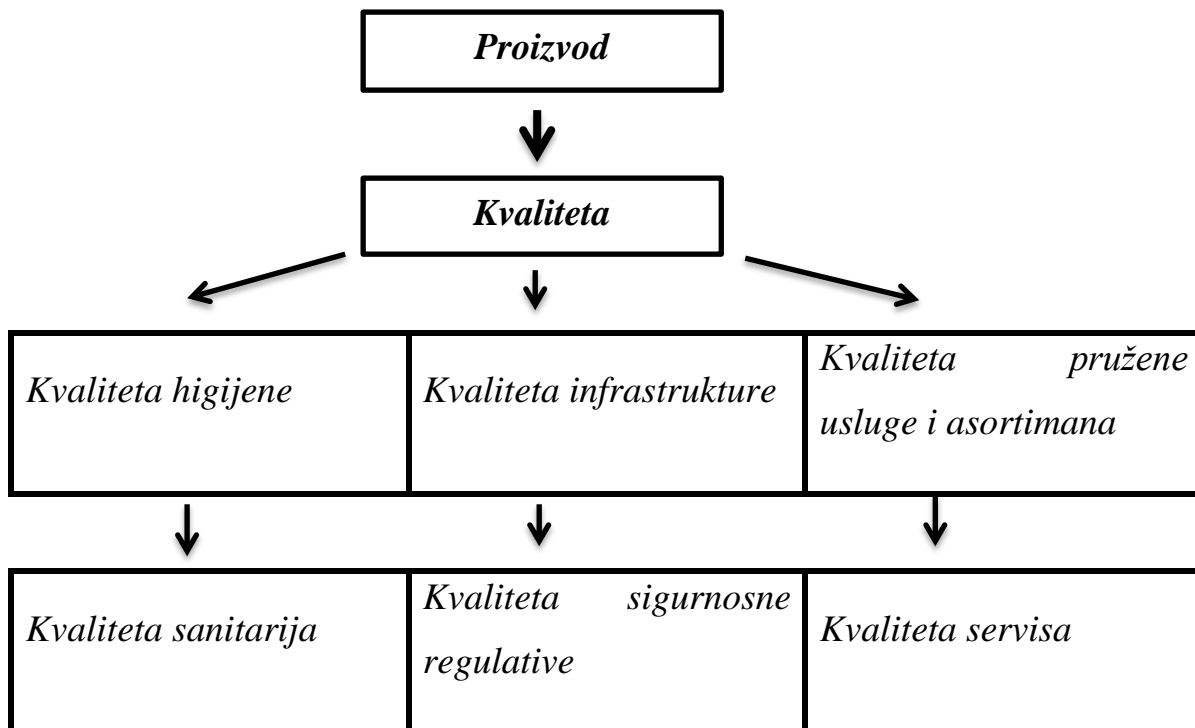 Proizvod
Kvaliteta
Kvaliteta higijene
Kvaliteta infrastrukture
Kvaliteta pružene
usluge i asortimana
Kvaliteta sanitarija
Kvaliteta sigurnosne
regulative
Kvaliteta servisa